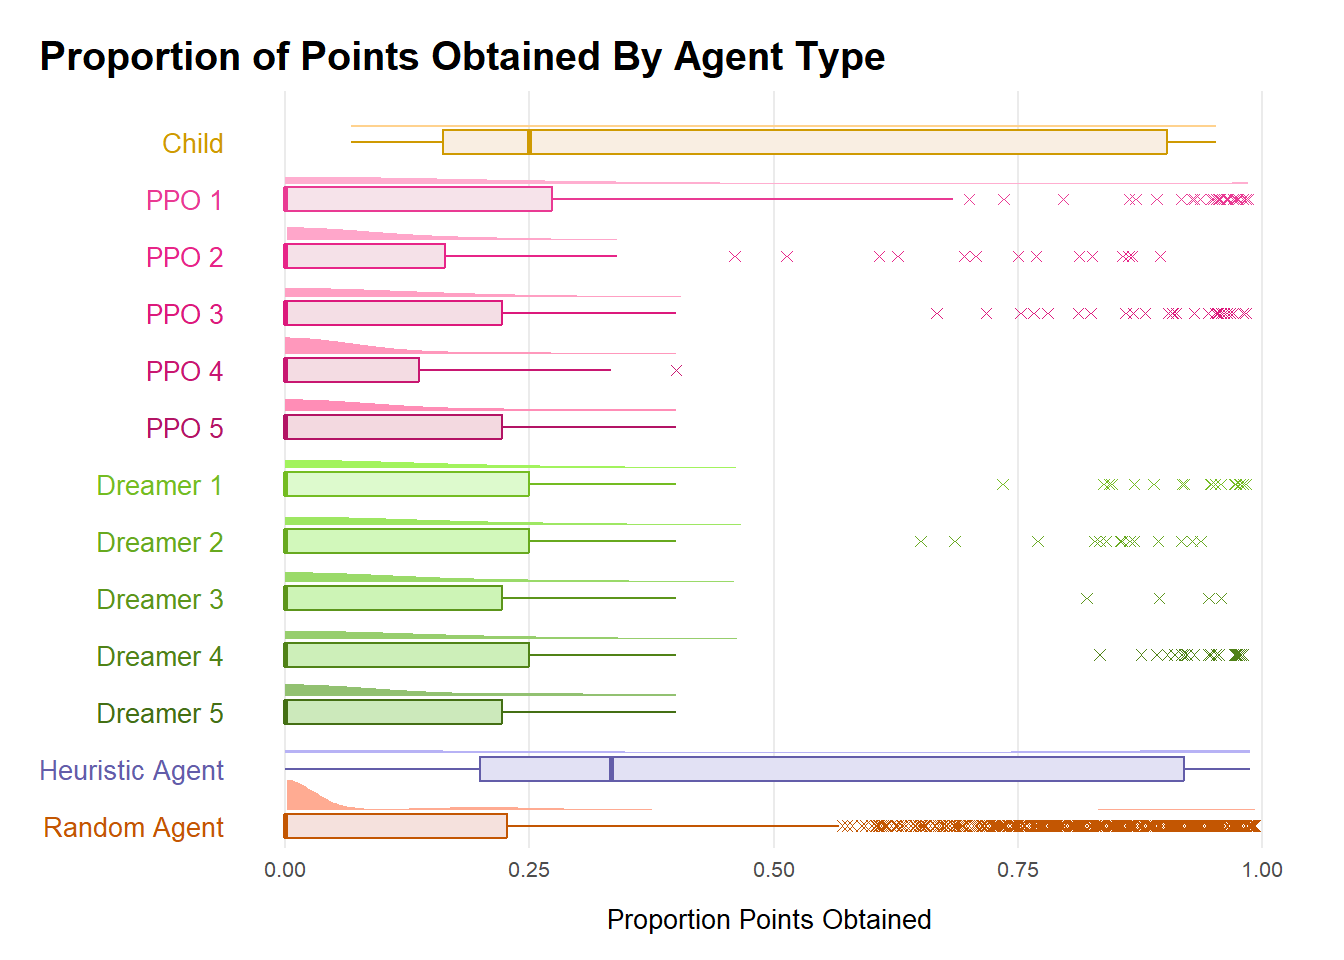 Proportion of Points Obtained By Agent Type
Child
PPO 1
PPO 2
PPO 3
PPO 4
PPO 5
Dreamer 1
Dreamer 2
Dreamer 3
Dreamer 4
Dreamer 5
Heuristic Agent
Random Agent
0.00 0.25 0.50 0.75 1.00
Proportion Points Obtained